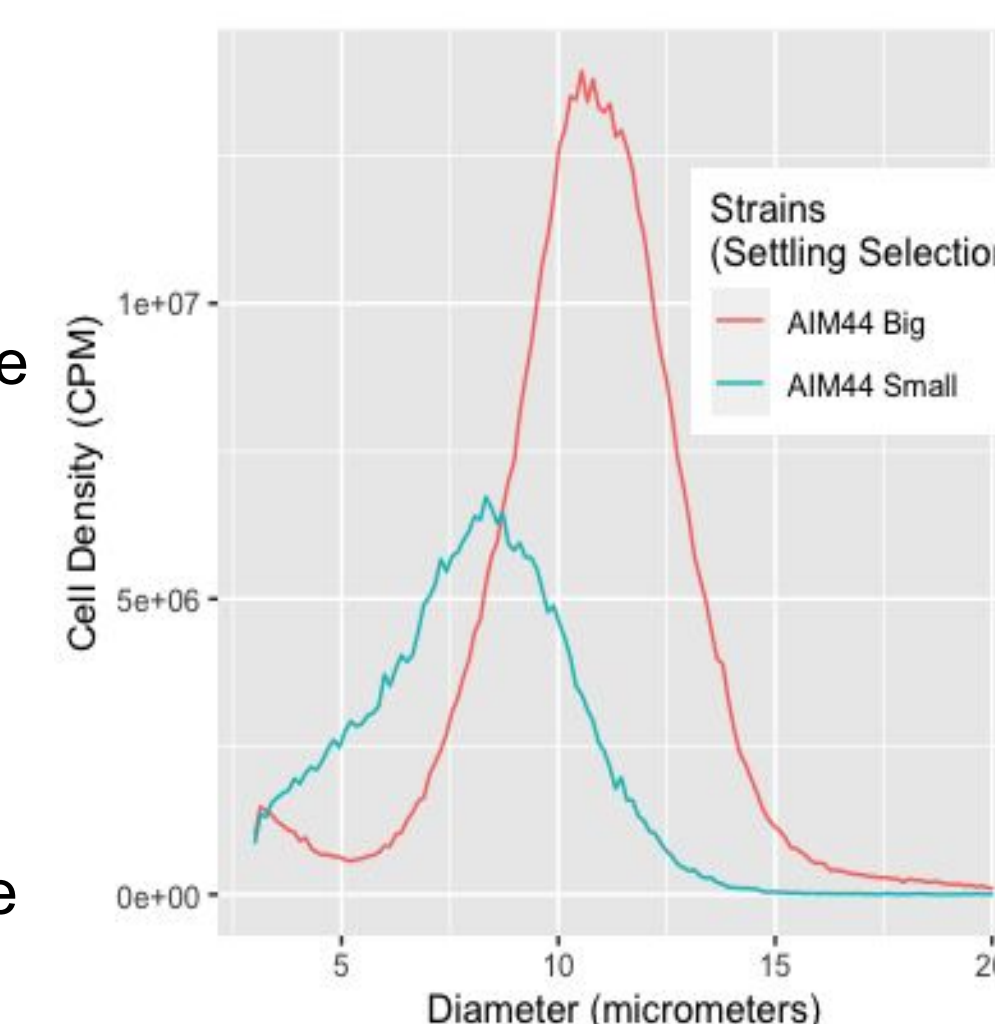 Strains
(Settling Selection
AIM44 Big
AIM44 Small
Cell Density (CPM)
1e+07
5e+06
0e+00
e
e
5
10
15
20
Diameter (micrometers)